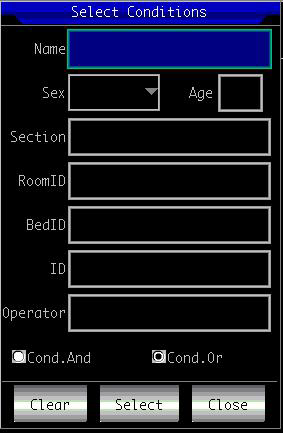 Select Conditions
Name
Sex Age
Section
RoomID
BedID
ID
Operator
Cond.And Cond.Or
Clear Select Close